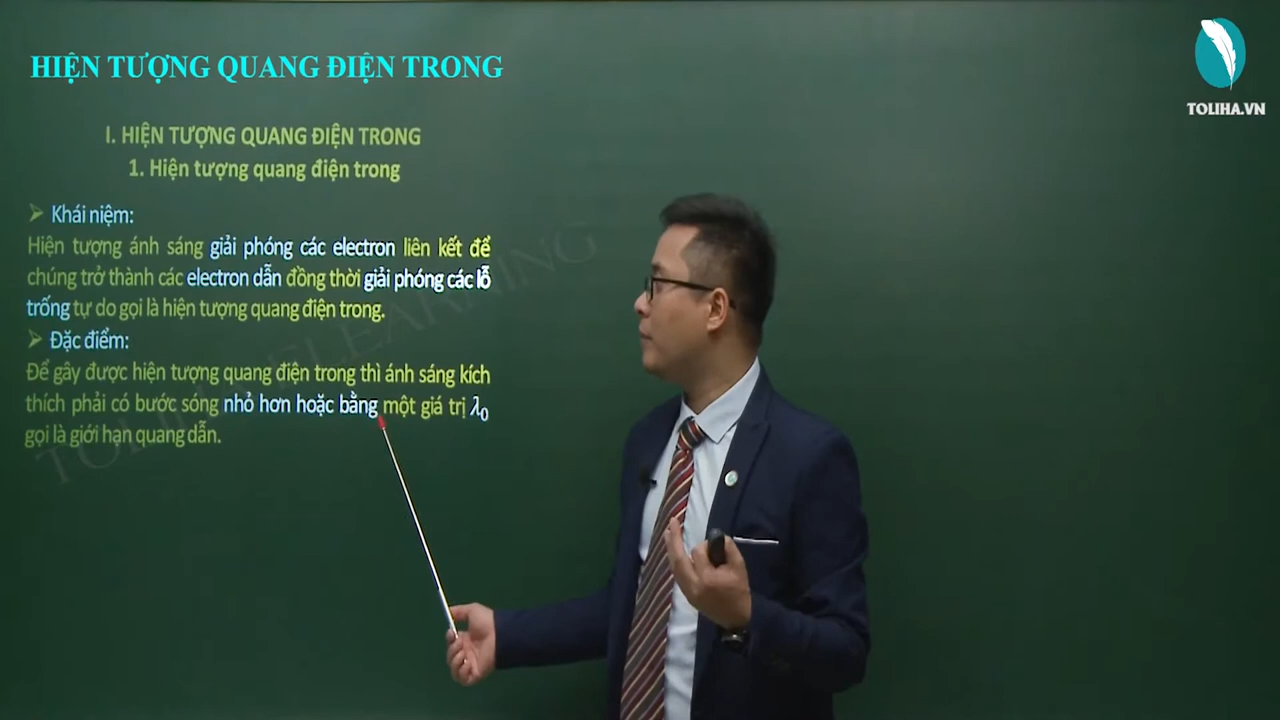 HIỆN TƯỢNG QUANG ĐIỆN TRONG
TOLIHA.VN
I. HIỆN TƯỢNG QUANG ĐIỆN TRONG
1. Hiện tượng quang điện trong
➢ Khái niệm:
Hiện tượng ánh sáng giải phóng các electron liên kết để
chúng trở thành các electron dẫn đồng thời giải phóng các lỗ
trống tự do gọi là hiện tượng quang điện trong.
➢ Đặc điểm:
Để gây được hiện tượng quang điện trong thì ánh sáng kích
thích phải có bước sóng nhỏ hơn hoặc bằng một giá trị λ₀
gọi là giới hạn quang dẫn.